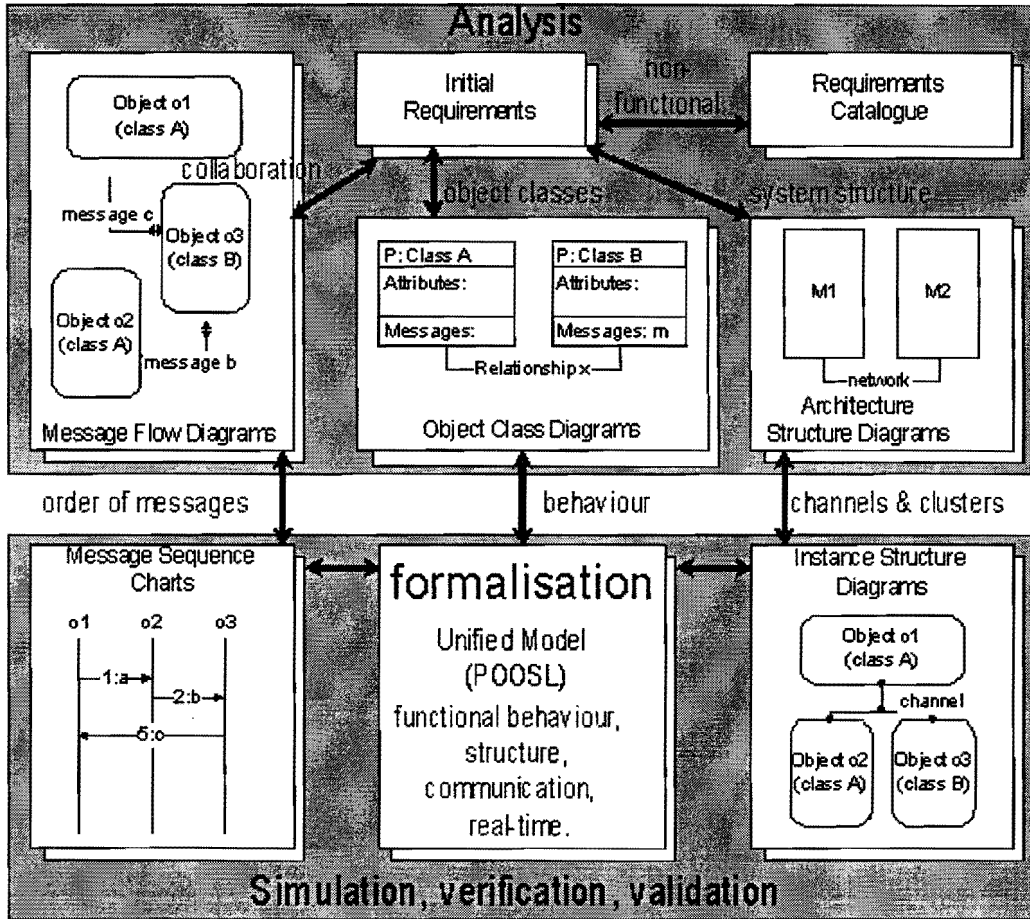 Analysis
Object o1
(class A)
collaboration
message c
Object o3
(class B)
Object o2
(class A)
message b
Message Flow Diagrams
Initial
Requirements
non-
functional
Requirements
Catalogue
object classes
system structure
P: Class A
Attributes:
Messages:
P: Class B
Attributes:
Messages: m
Relationship x
Object Class Diagrams
M1
M2
network
Architecture
Structure Diagrams
order of messages
behaviour
channels & clusters
Message Sequence
Charts
o1 o2 o3
1:a
2:b
5:c
formalisation
Unified Model
(POOSL)
functional behaviour,
structure,
communication,
real-time.
Instance Structure
Diagrams
Object o1
(class A)
channel
Object o2
(class A)
Object o3
(class B)
Simulation, verification, validation